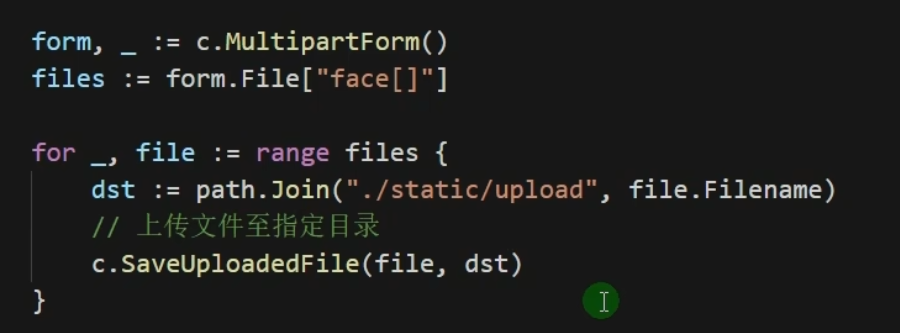 form, _ := c.MultipartForm()
files := form.File["face[]"]
for _, file := range files {
dst := path.Join("./static/upload", file.Filename)
// 上传文件至指定目录
c.SaveUploadedFile(file, dst)
}